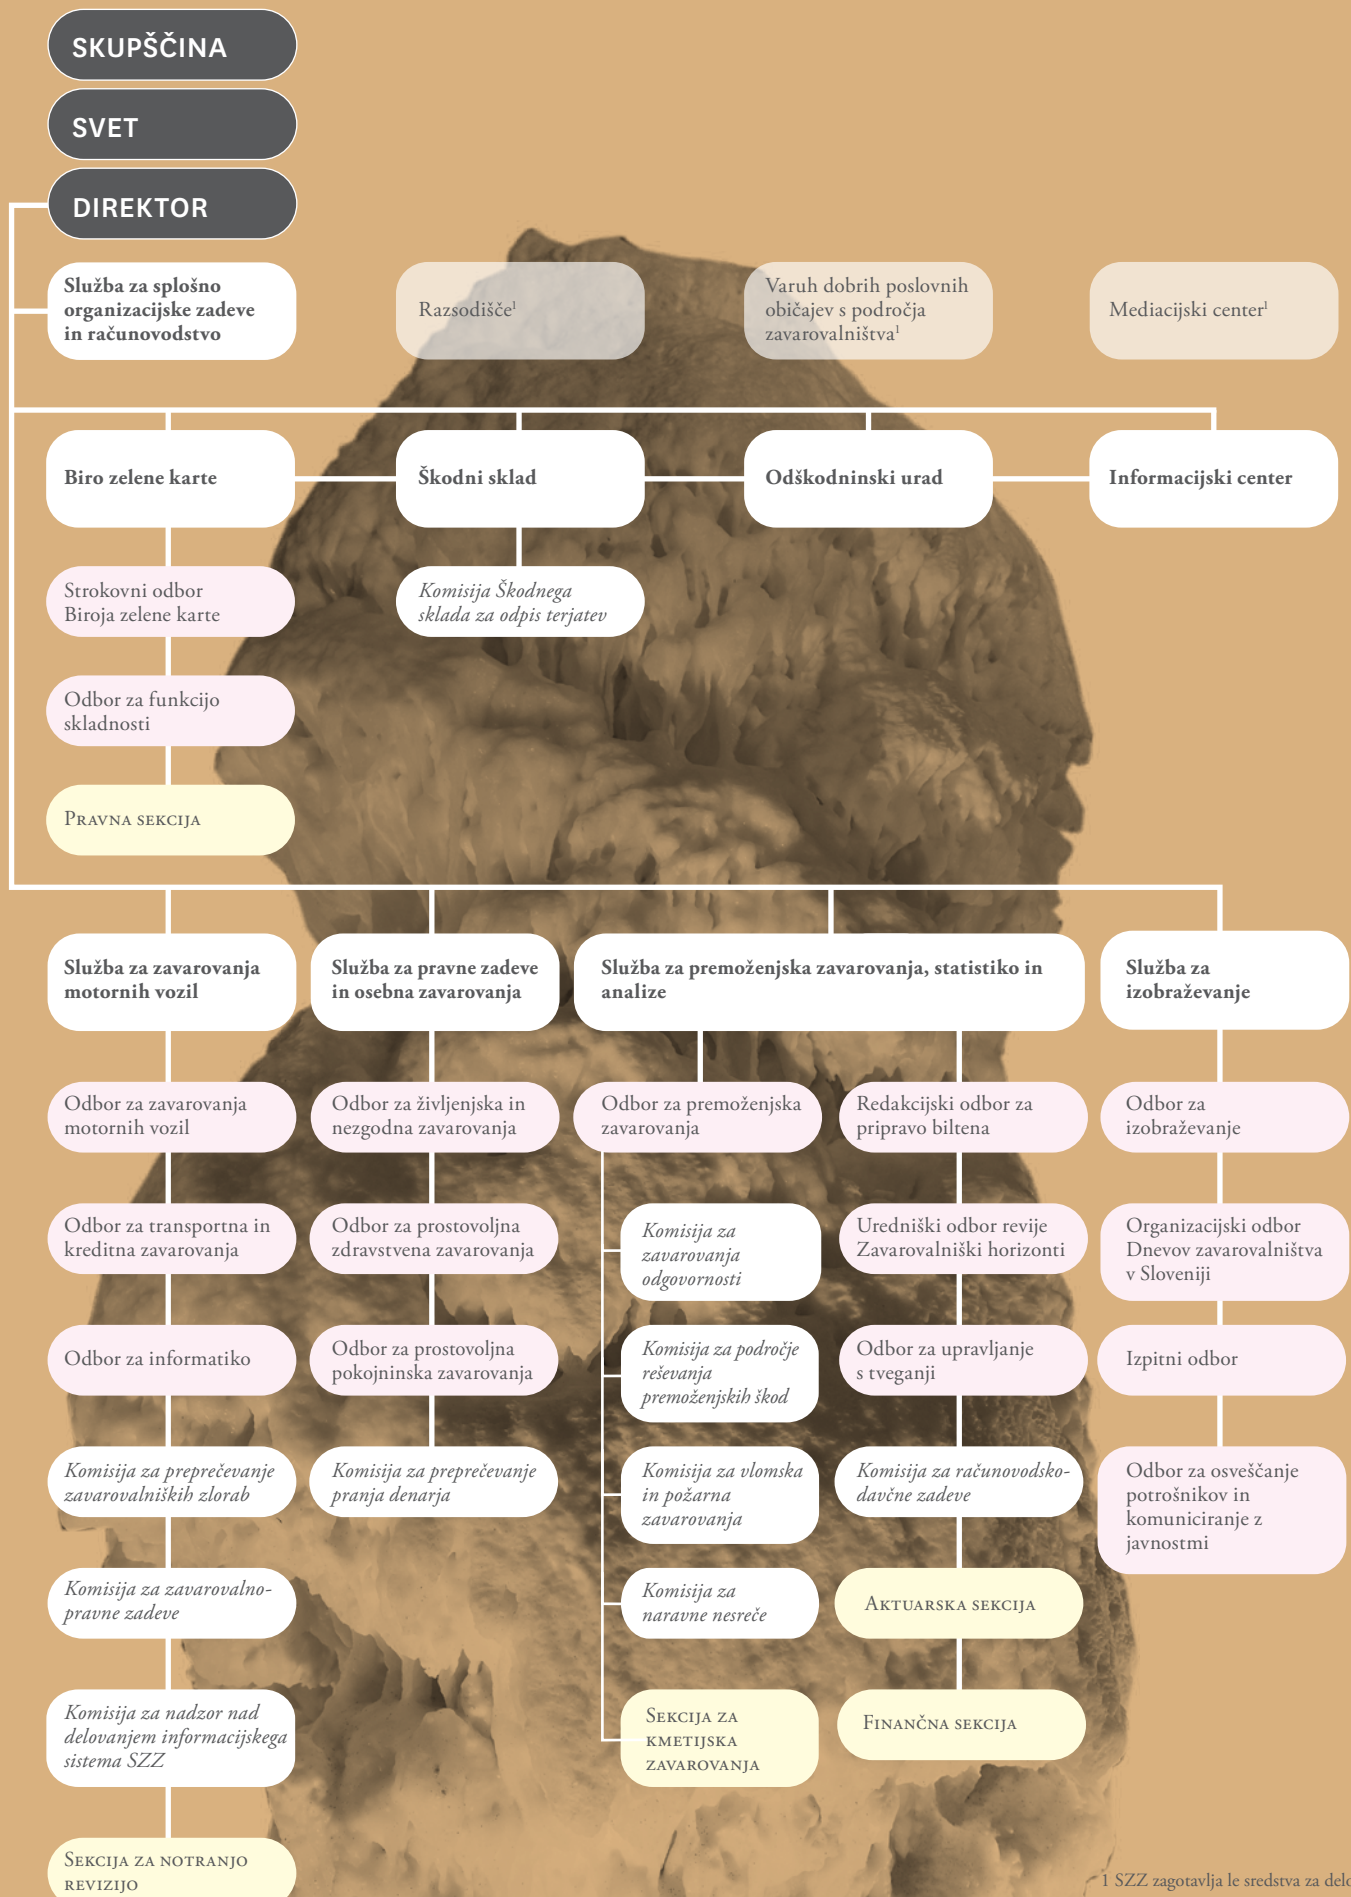 SKUPŠČINA
SVET
DIREKTOR
Služba za splošno
organizacijske zadeve
in računovodstvo
Razsodišče¹
Varuh dobrih poslovnih
običajev s področja
zavarovalništva¹
Mediacijski center¹
Biro zelene karte
Škodni sklad
Odškodninski urad
Informacijski center
Strokovni odbor
Biroja zelene karte
Komisija Škodnega
sklada za odpis terjatev
Odbor za funkcijo
skladnosti
Pravna sekcija
Služba za zavarovanja
motornih vozil
Služba za pravne zadeve
in osebna zavarovanja
Služba za premoženjska zavarovanja, statistiko in
analize
Služba za
izobraževanje
Odbor za zavarovanja
motornih vozil
Odbor za življenjska in
nezgodna zavarovanja
Odbor za premoženjska
zavarovanja
Redakcijski odbor za
pripravo biltena
Odbor za
izobraževanje
Odbor za transportna in
kreditna zavarovanja
Odbor za prostovoljna
zdravstvena zavarovanja
Komisija za
zavarovanja
odgovornosti
Uredniški odbor revije
Zavarovalniški horizonti
Organizacijski odbor
Dnevov zavarovalništva
v Sloveniji
Odbor za informatiko
Odbor za prostovoljna
pokojninska zavarovanja
Komisija za področje
reševanja
premoženjskih škod
Odbor za upravljanje
s tveganji
Izpitni odbor
Komisija za preprečevanje
zavarovalniških zlorab
Komisija za preprečevanje
pranja denarja
Komisija za vlomska
in požarna
zavarovanja
Komisija za računovodsko-
davčne zadeve
Odbor za osveščanje
potrošnikov in
komuniciranje z
javnostmi
Komisija za zavarovalno-
pravne zadeve
Komisija za
naravne nesreče
Aktuarska sekcija
Komisija za nadzor nad
delovanjem informacijskega
sistema SZZ
Sekcija za
kmetijska
zavarovanja
Finančna sekcija
Sekcija za notranjo
revizijo
1 SZZ zagotavlja le sredstva za delo